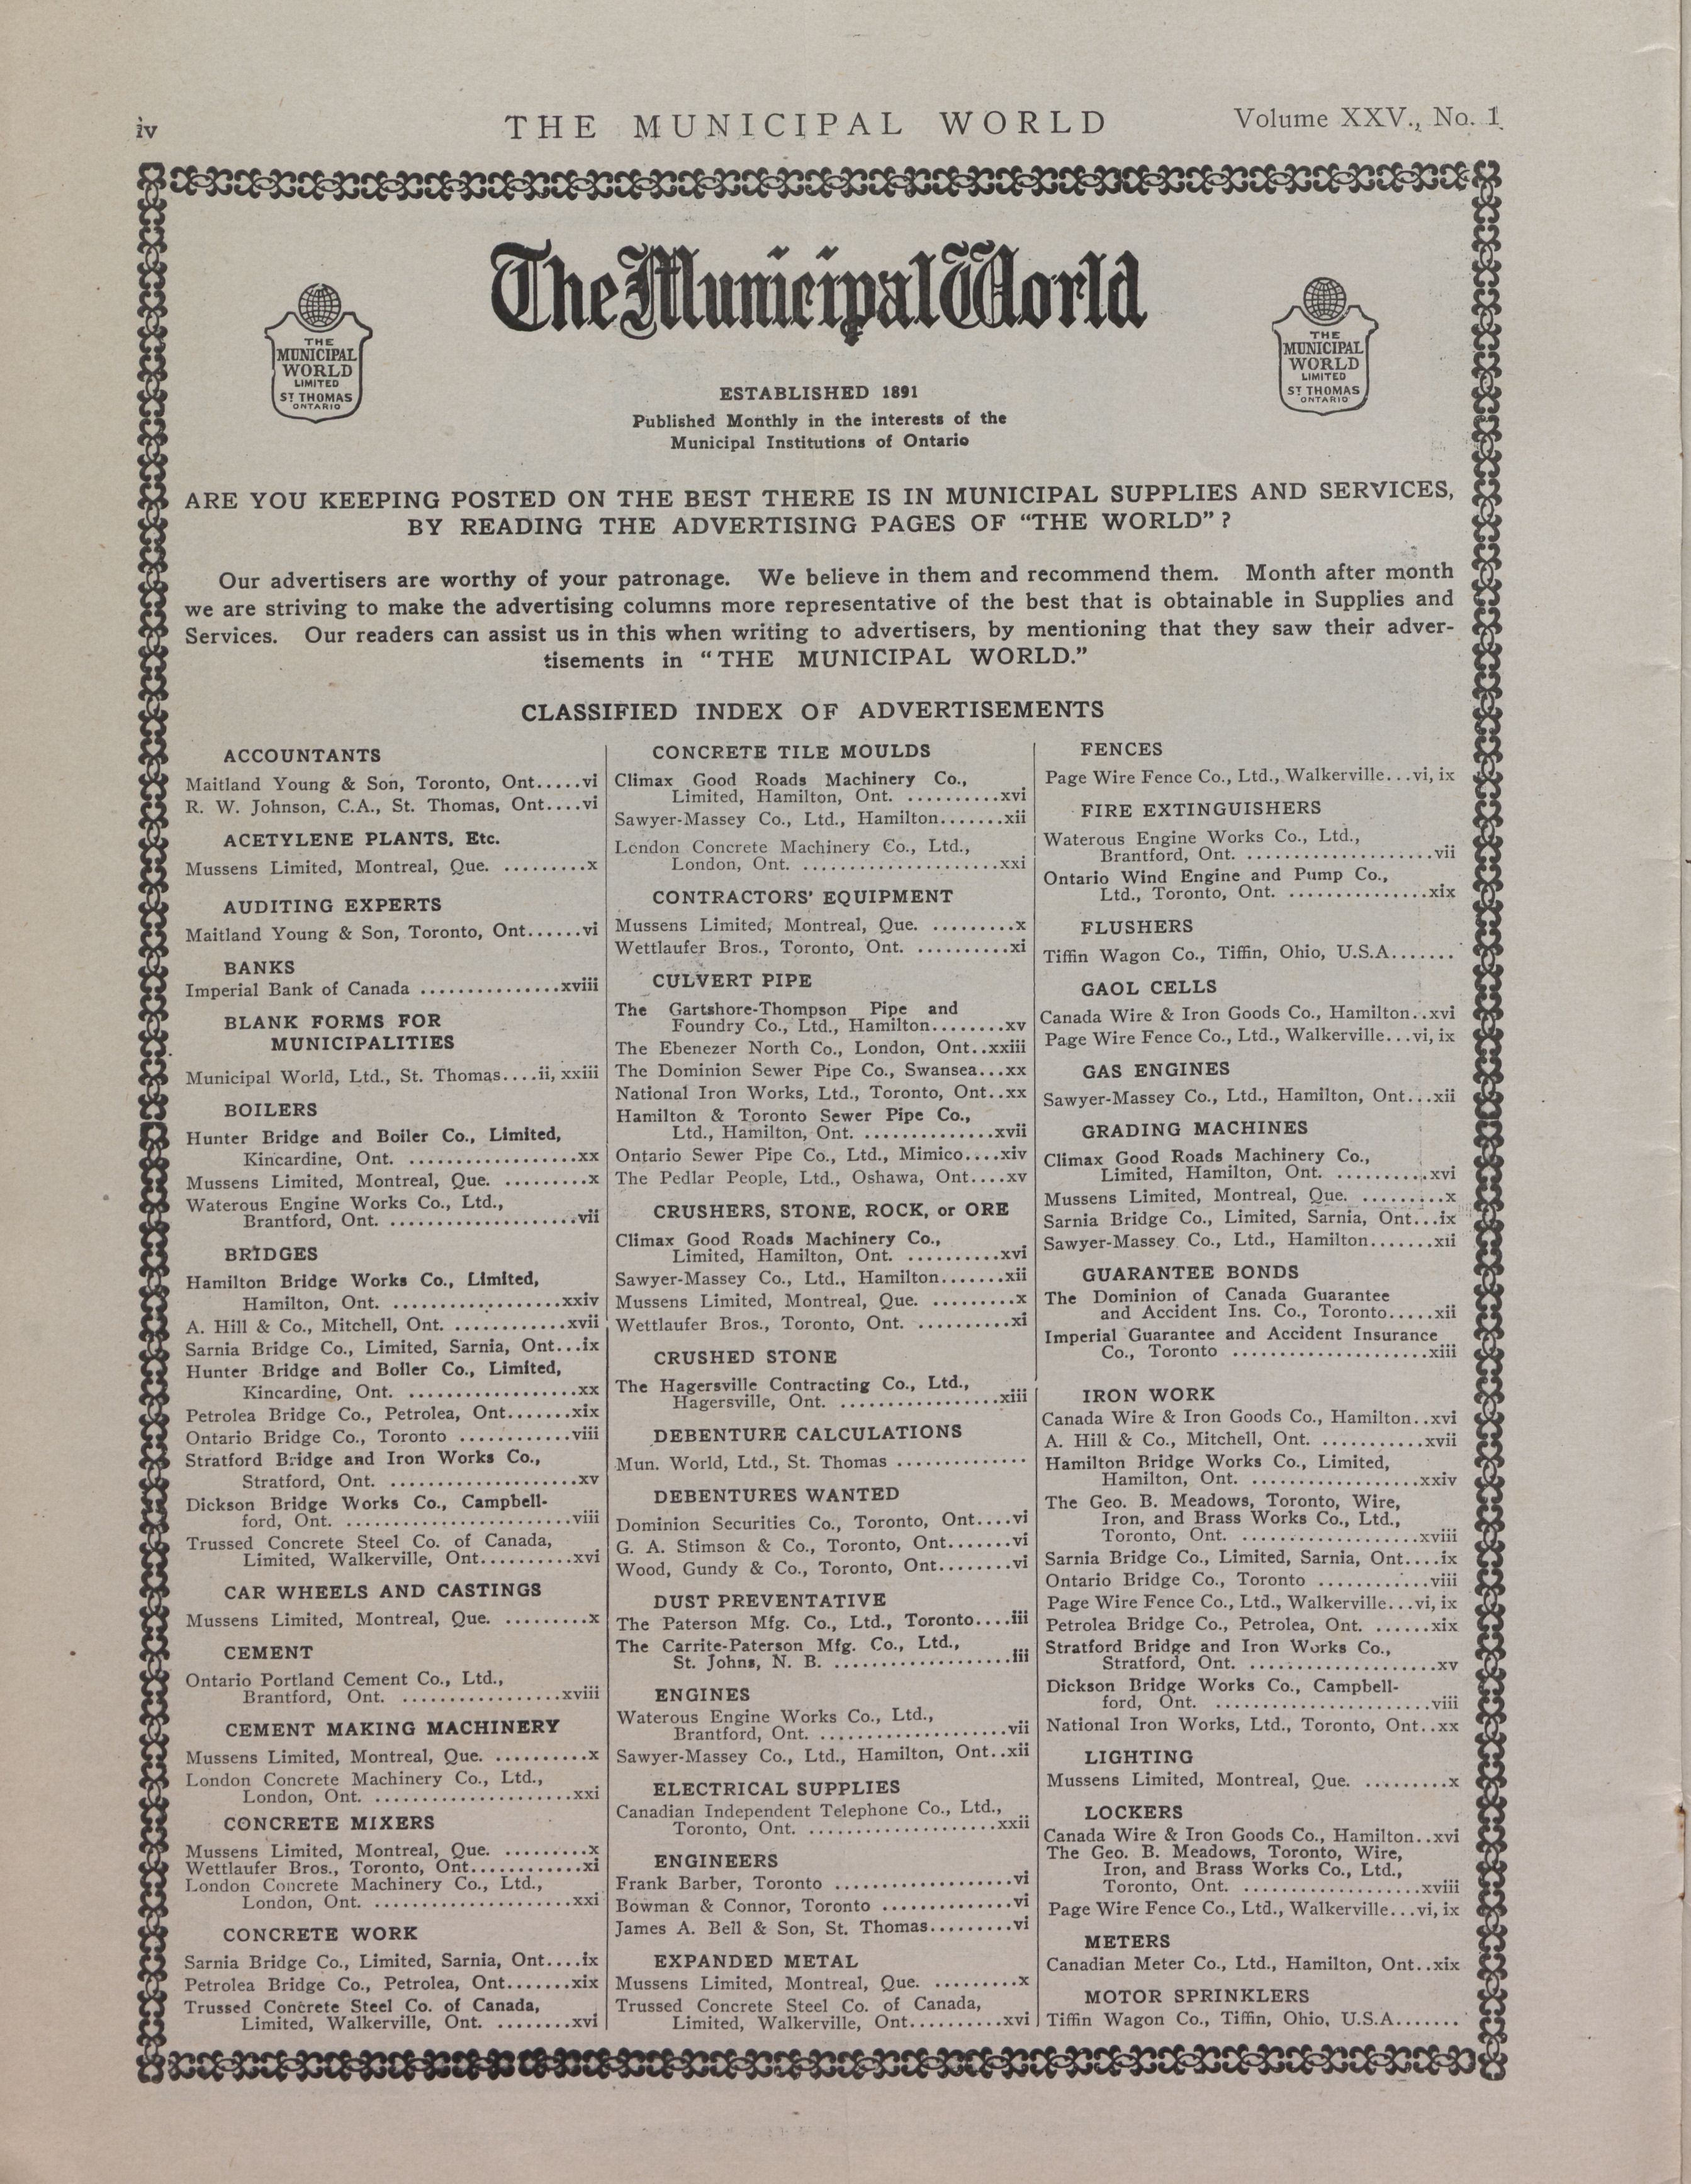 iv
THE MUNICIPAL WORLD
Volume XXV., No. 1.
The Municipal World
THE
MUNICIPAL
WORLD
LIMITED
ST THOMAS
ONTARIO
THE
MUNICIPAL
WORLD
LIMITED
ST THOMAS
ONTARIO
ESTABLISHED 1891
Published Monthly in the interests of the
Municipal Institutions of Ontario
ARE YOU KEEPING POSTED ON THE BEST THERE IS IN MUNICIPAL SUPPLIES AND SERVICES,
BY READING THE ADVERTISING PAGES OF "THE WORLD"?
Our advertisers are worthy of your patronage. We believe in them and recommend them. Month after month
we are striving to make the advertising columns more representative of the best that is obtainable in Supplies and
Services. Our readers can assist us in this when writing to advertisers, by mentioning that they saw their adver-
tisements in "THE MUNICIPAL WORLD."
CLASSIFIED INDEX OF ADVERTISEMENTS
ACCOUNTANTS
Maitland Young & Son, Toronto, Ont.....vi
R. W. Johnson, C.A., St. Thomas, Ont....vi
ACETYLENE PLANTS, Etc.
Mussens Limited, Montreal, Que. .........x
AUDITING EXPERTS
Maitland Young & Son, Toronto, Ont......vi
BANKS
Imperial Bank of Canada ...............xviii
BLANK FORMS FOR
MUNICIPALITIES
Municipal World, Ltd., St. Thomas....ii, xxiii
BOILERS
Hunter Bridge and Boiler Co., Limited,
Kincardine, Ont. ..................xx
Mussens Limited, Montreal, Que. .........x
Waterous Engine Works Co., Ltd.,
Brantford, Ont. .....................vii
BRIDGES
Hamilton Bridge Works Co., Limited,
Hamilton, Ont. ..................xxiv
A. Hill & Co., Mitchell, Ont. ............xvii
Sarnia Bridge Co., Limited, Sarnia, Ont...ix
Hunter Bridge and Boiler Co., Limited,
Kincardine, Ont. ..................xx
Petrolea Bridge Co., Petrolea, Ont.......xix
Ontario Bridge Co., Toronto ............viii
Stratford Bridge and Iron Works Co.,
Stratford, Ont. ....................xv
Dickson Bridge Works Co., Campbell-
ford, Ont. ........................viii
Trussed Concrete Steel Co. of Canada,
Limited, Walkerville, Ont..........xvi
CAR WHEELS AND CASTINGS
Mussens Limited, Montreal, Que. .........x
CEMENT
Ontario Portland Cement Co., Ltd.,
Brantford, Ont. .................xviii
CEMENT MAKING MACHINERY
Mussens Limited, Montreal, Que. ..........x
London Concrete Machinery Co., Ltd.,
London, Ont. .....................xxi
CONCRETE MIXERS
Mussens Limited, Montreal, Que. .........x
Wettlaufer Bros., Toronto, Ont............xi
London Concrete Machinery Co., Ltd.,
London, Ont. .....................xxi
CONCRETE WORK
Sarnia Bridge Co., Limited, Sarnia, Ont....ix
Petrolea Bridge Co., Petrolea, Ont.......xix
Trussed Concrete Steel Co. of Canada,
Limited, Walkerville, Ont. ........xvi
CONCRETE TILE MOULDS
Climax Good Roads Machinery Co.,
Limited, Hamilton, Ont. ..........xvi
Sawyer-Massey Co., Ltd., Hamilton.......xii
London Concrete Machinery Co., Ltd.,
London, Ont. .....................xxi
CONTRACTORS' EQUIPMENT
Mussens Limited, Montreal, Que. .........x
Wettlaufer Bros., Toronto, Ont. ..........xi
CULVERT PIPE
The Gartshore-Thompson Pipe and
Foundry Co., Ltd., Hamilton........xv
The Ebenezer North Co., London, Ont..xxiii
The Dominion Sewer Pipe Co., Swansea...xx
National Iron Works, Ltd., Toronto, Ont..xx
Hamilton & Toronto Sewer Pipe Co.,
Ltd., Hamilton, Ont. ..............xvii
Ontario Sewer Pipe Co., Ltd., Mimico....xiv
The Pedlar People, Ltd., Oshawa, Ont....xv
CRUSHERS, STONE, ROCK, or ORE
Climax Good Roads Machinery Co.,
Limited, Hamilton, Ont. ..........xvi
Sawyer-Massey Co., Ltd., Hamilton.......xii
Mussens Limited, Montreal, Que. .........x
Wettlaufer Bros., Toronto, Ont. ..........xi
CRUSHED STONE
The Hagersville Contracting Co., Ltd.,
Hagersville, Ont. .................xiii
DEBENTURE CALCULATIONS
Mun. World, Ltd., St. Thomas .............
DEBENTURES WANTED
Dominion Securities Co., Toronto, Ont....vi
G. A. Stimson & Co., Toronto, Ont.......vi
Wood, Gundy & Co., Toronto, Ont........vi
DUST PREVENTATIVE
The Paterson Mfg. Co., Ltd., Toronto....iii
The Carrite-Paterson Mfg. Co., Ltd.,
St. Johns, N. B. ...................iii
ENGINES
Waterous Engine Works Co., Ltd.,
Brantford, Ont. ....................vii
Sawyer-Massey Co., Ltd., Hamilton, Ont..xii
ELECTRICAL SUPPLIES
Canadian Independent Telephone Co., Ltd.,
Toronto, Ont. ....................xxii
ENGINEERS
Frank Barber, Toronto ...................vi
Bowman & Connor, Toronto ..............vi
James A. Bell & Son, St. Thomas.........vi
EXPANDED METAL
Mussens Limited, Montreal, Que. .........x
Trussed Concrete Steel Co. of Canada,
Limited, Walkerville, Ont..........xvi
FENCES
Page Wire Fence Co., Ltd., Walkerville...vi, ix
FIRE EXTINGUISHERS
Waterous Engine Works Co., Ltd.,
Brantford, Ont. ....................vii
Ontario Wind Engine and Pump Co.,
Ltd., Toronto, Ont. ...............xix
FLUSHERS
Tiffin Wagon Co., Tiffin, Ohio, U.S.A.......
GAOL CELLS
Canada Wire & Iron Goods Co., Hamilton..xvi
Page Wire Fence Co., Ltd., Walkerville...vi, ix
GAS ENGINES
Sawyer-Massey Co., Ltd., Hamilton, Ont...xii
GRADING MACHINES
Climax Good Roads Machinery Co.,
Limited, Hamilton, Ont. ..........xvi
Mussens Limited, Montreal, Que. .........x
Sarnia Bridge Co., Limited, Sarnia, Ont...ix
Sawyer-Massey Co., Ltd., Hamilton.......xii
GUARANTEE BONDS
The Dominion of Canada Guarantee
and Accident Ins. Co., Toronto.....xii
Imperial Guarantee and Accident Insurance
Co., Toronto .....................xiii
IRON WORK
Canada Wire & Iron Goods Co., Hamilton..xvi
A. Hill & Co., Mitchell, Ont. ...........xvii
Hamilton Bridge Works Co., Limited,
Hamilton, Ont. ..................xxiv
The Geo. B. Meadows, Toronto, Wire,
Iron, and Brass Works Co., Ltd.,
Toronto, Ont. ...................xviii
Sarnia Bridge Co., Limited, Sarnia, Ont....ix
Ontario Bridge Co., Toronto ............viii
Page Wire Fence Co., Ltd., Walkerville...vi, ix
Petrolea Bridge Co., Petrolea, Ont. ......xix
Stratford Bridge and Iron Works Co.,
Stratford, Ont. ....................xv
Dickson Bridge Works Co., Campbell-
ford, Ont. .......................viii
National Iron Works, Ltd., Toronto, Ont..xx
LIGHTING
Mussens Limited, Montreal, Que. .........x
LOCKERS
Canada Wire & Iron Goods Co., Hamilton..xvi
The Geo. B. Meadows, Toronto, Wire,
Iron, and Brass Works Co., Ltd.,
Toronto, Ont. ...................xviii
Page Wire Fence Co., Ltd., Walkerville...vi, ix
METERS
Canadian Meter Co., Ltd., Hamilton, Ont..xix
MOTOR SPRINKLERS
Tiffin Wagon Co., Tiffin, Ohio, U.S.A.......